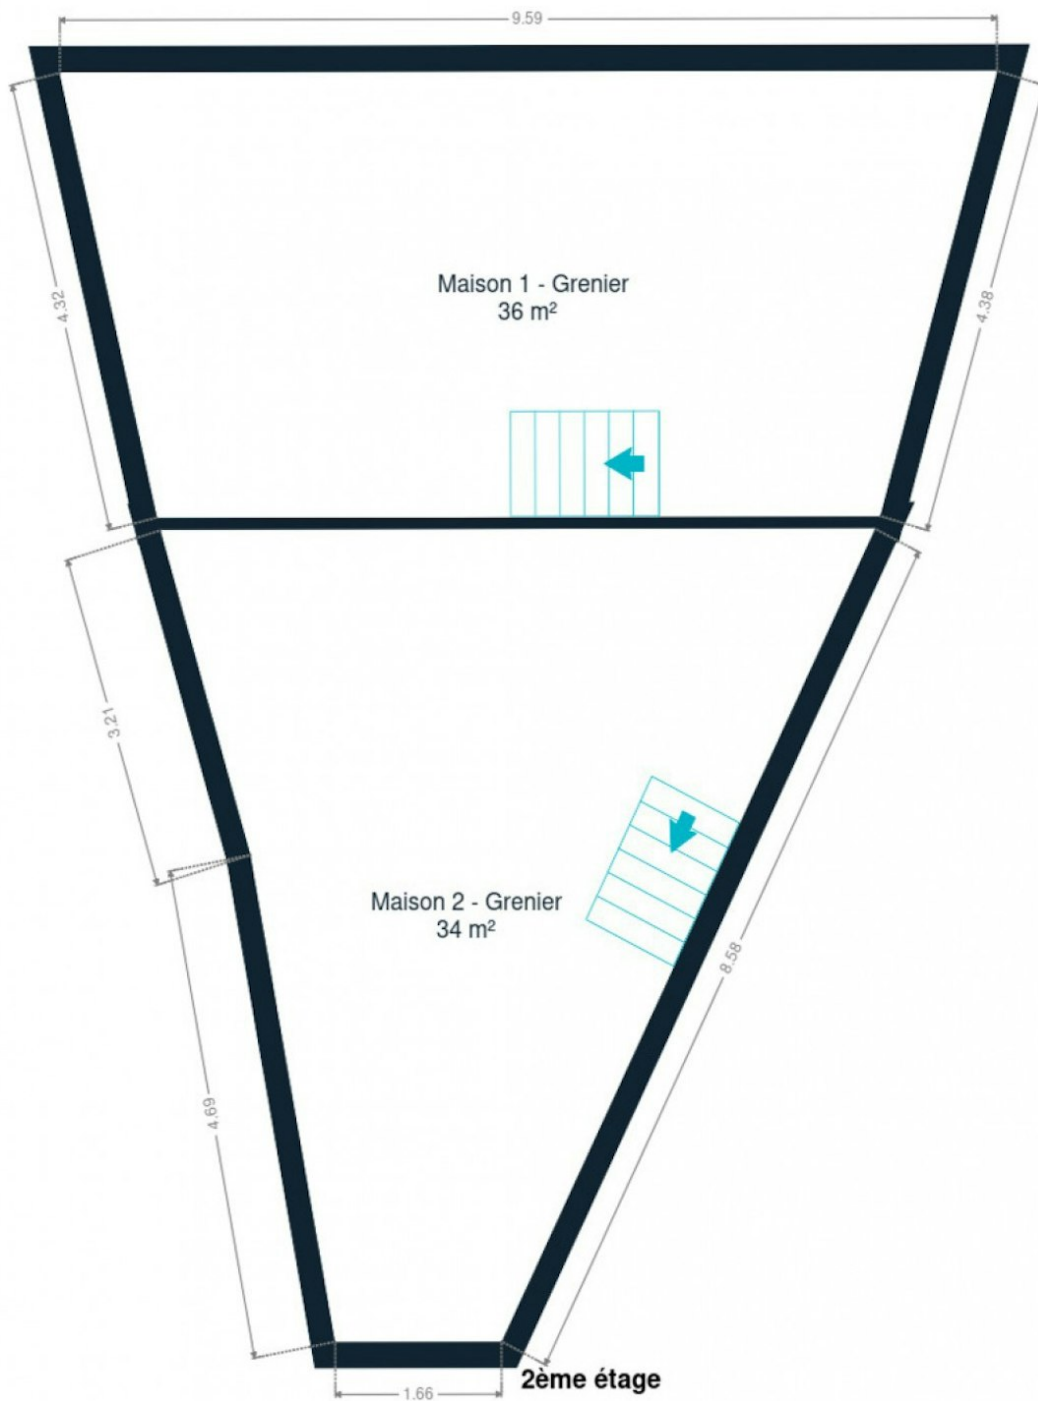 9.59
4.32
4.38
Maison 1 - Grenier
36 m²
3.21
Maison 2 - Grenier
34 m²
8.58
4.69
1.66
2ème étage